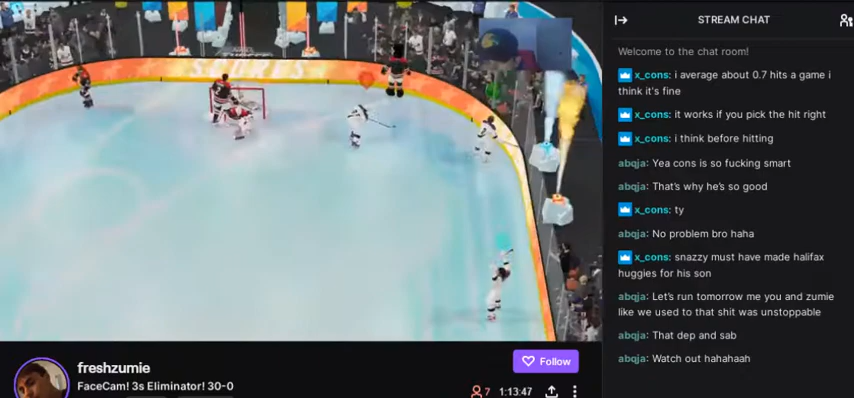 STREAM CHAT
Welcome to the chat room!
x_cons: i average about 0.7 hits a game i
think it's fine
x_cons: it works if you pick the hit right
x_cons: i think before hitting
abqja: Yea cons is so fucking smart
abqja: That's why he's so good
x_cons: ty
abqja: No problem bro haha
x_cons: snazzy must have made halifax
huggies for his son
abqja: Let's run tomorrow me you and zumie
like we used to that shit was unstoppable
abqja: That dep and sab
abqja: Watch out hahahaah
freshzumie
Follow
FaceCam! 3s Eliminator! 30-0
7
1:13:47